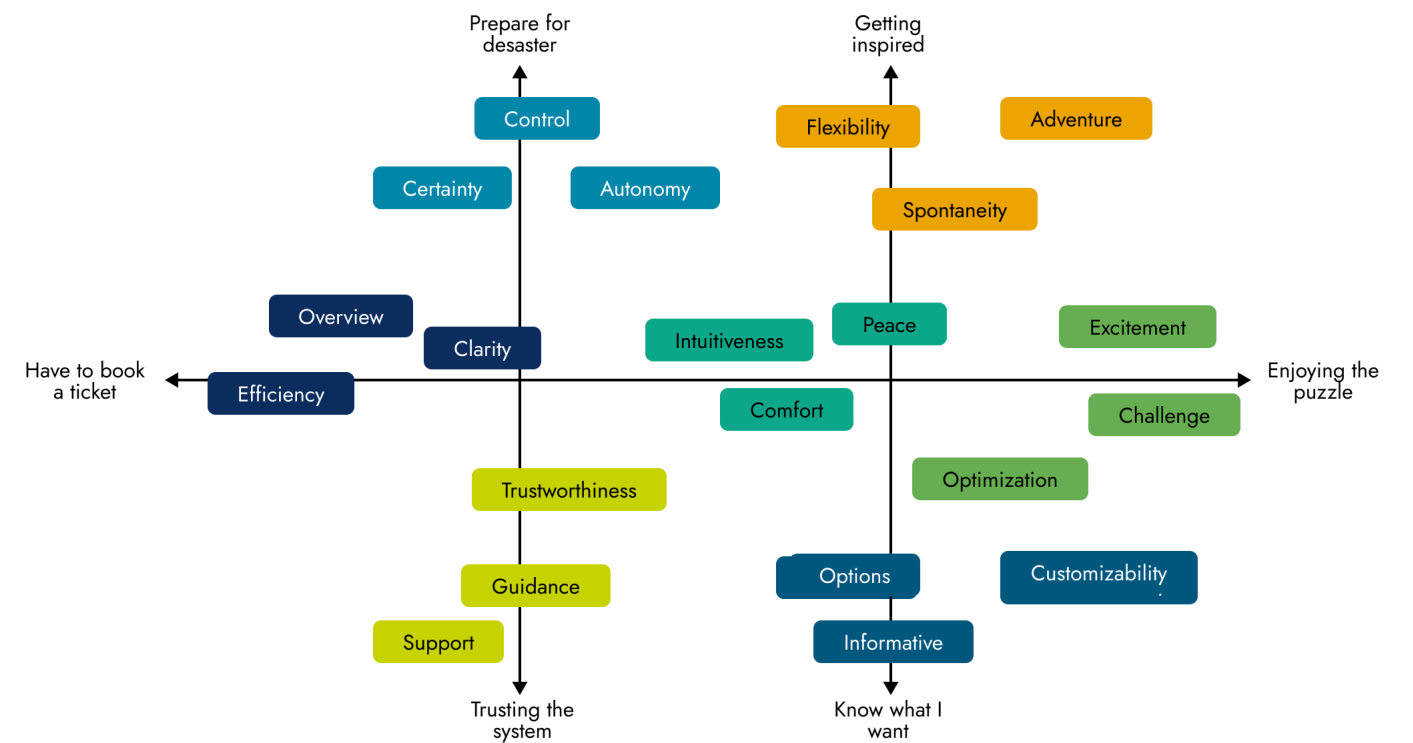 Prepare for
desaster
Getting
inspired
Control
Flexibility
Adventure
Certainty
Autonomy
Spontaneity
Overview
Clarity
Intuitiveness
Peace
Excitement
Have to book
a ticket
Enjoying the
puzzle
Efficiency
Comfort
Challenge
Trustworthiness
Optimization
Guidance
Options
Customizability
Support
Informative
Trusting the
system
Know what I
want